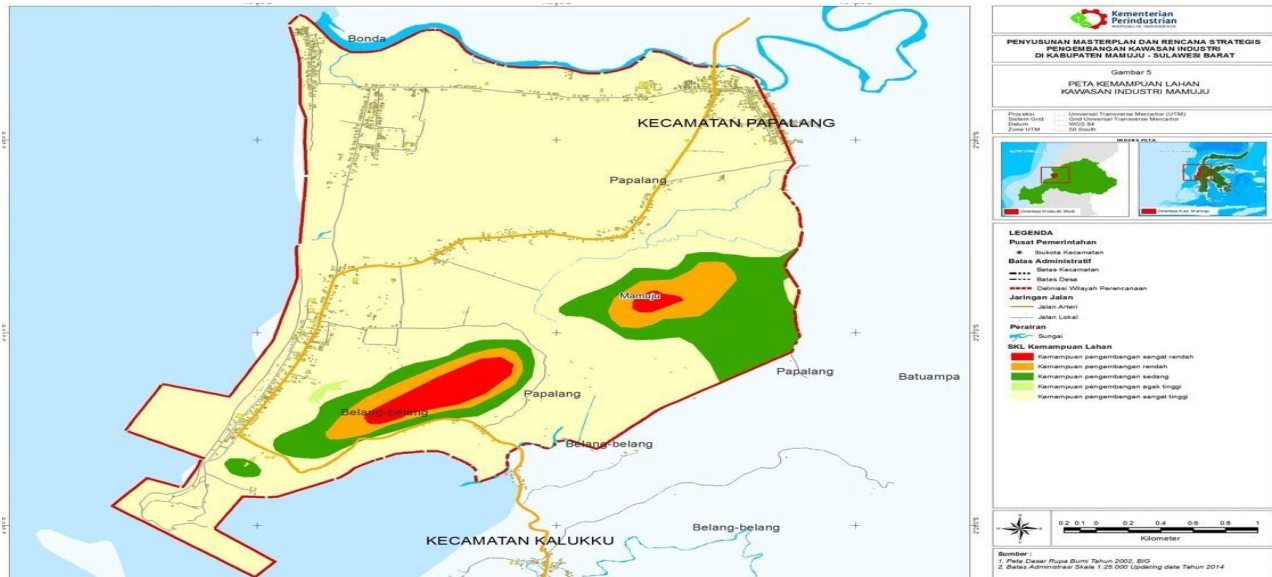 Bonda
KECAMATAN PAPALANG
Papalang
Mamuju
Papalang
Batuampa
Papalang
Belang-belang
Belang-belang
Belang-belang
KECAMATAN KALUKKU
Kementerian
Perindustrian
REPUBLIK INDONESIA
PENYUSUNAN MASTERPLAN DAN RENCANA STRATEGIS
PENGEMBANGAN KAWASAN INDUSTRI
DI KABUPATEN MAMUJU - SULAWESI BARAT
Gambar 5
PETA KEMAMPUAN LAHAN
KAWASAN INDUSTRI MAMUJU
Proyeksi : Universal Transverse Mercator (UTM)
Sistem Grid : Grid Universal Transverse Mercator
Datum : WGS 84
Zone UTM : 50 South
INDEKS PETA
LEGENDA
Pusat Pemerintahan
Ibukota Kecamatan
Batas Administratif
Batas Kecamatan
Batas Desa
Deliniasi Wilayah Perencanaan
Jaringan Jalan
Jalan Arteri
Jalan Lokal
Perairan
Sungai
SKL Kemampuan Lahan
Kemampuan pengembangan sangat rendah
Kemampuan pengembangan rendah
Kemampuan pengembangan sedang
Kemampuan pengembangan agak tinggi
Kemampuan pengembangan sangat tinggi
0.2 0.1 0 0.2 0.4 0.6 0.8 1
Kilometer
Sumber :
1. Peta Dasar Rupa Bumi Tahun 2002, BIG
2. Batas Administrasi Skala 1:25.000 Updating data Tahun 2014